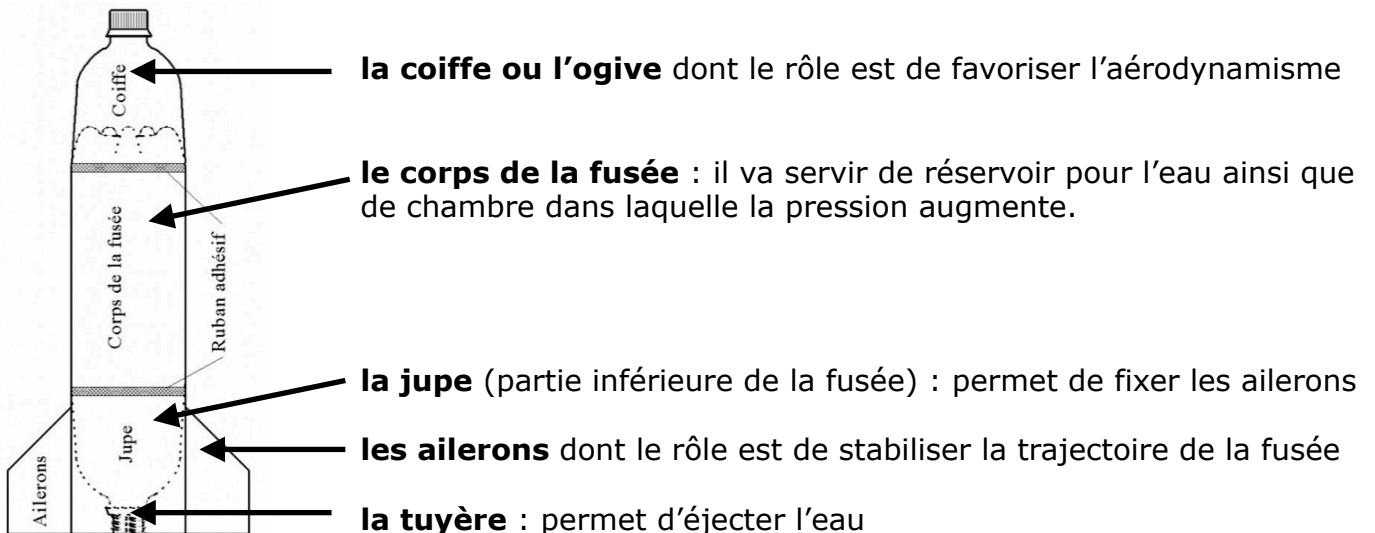 la coiffe ou l’ogive dont le rôle est de favoriser l’aérodynamisme
Coiffe
le corps de la fusée : il va servir de réservoir pour l’eau ainsi que
de chambre dans laquelle la pression augmente.
Corps de la fusée
Ruban adhésif
la jupe (partie inférieure de la fusée) : permet de fixer les ailerons
Jupe
les ailerons dont le rôle est de stabiliser la trajectoire de la fusée
Ailerons
la tuyère : permet d’éjecter l’eau